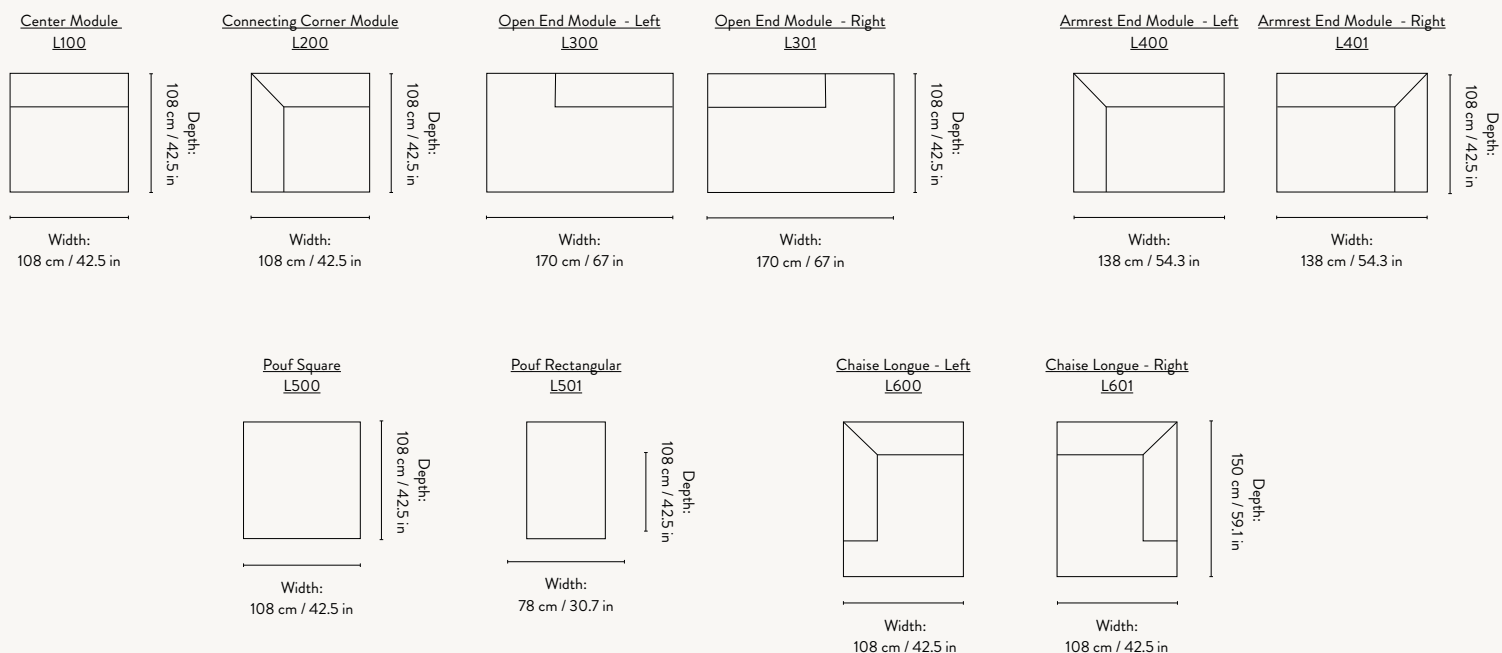 Center Module
L100
Depth:
108 cm / 42.5 in
Width:
108 cm / 42.5 in
Connecting Corner Module
L200
Depth:
108 cm / 42.5 in
Width:
108 cm / 42.5 in
Open End Module - Left
L300
Width:
170 cm / 67 in
Open End Module - Right
L301
Depth:
108 cm / 42.5 in
Width:
170 cm / 67 in
Armrest End Module - Left
L400
Width:
138 cm / 54.3 in
Armrest End Module - Right
L401
Depth:
108 cm / 42.5 in
Width:
138 cm / 54.3 in
Pouf Square
L500
Depth:
108 cm / 42.5 in
Width:
108 cm / 42.5 in
Pouf Rectangular
L501
Depth:
108 cm / 42.5 in
Width:
78 cm / 30.7 in
Chaise Longue - Left
L600
Width:
108 cm / 42.5 in
Chaise Longue - Right
L601
Depth:
150 cm / 59.1 in
Width:
108 cm / 42.5 in